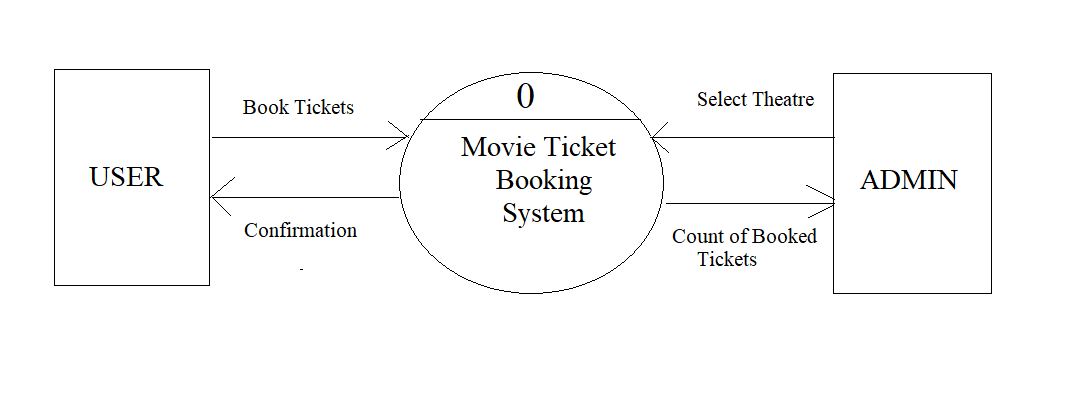 0
Book Tickets
Select Theatre
Movie Ticket
Booking
System
USER
ADMIN
Confirmation
Count of Booked
Tickets